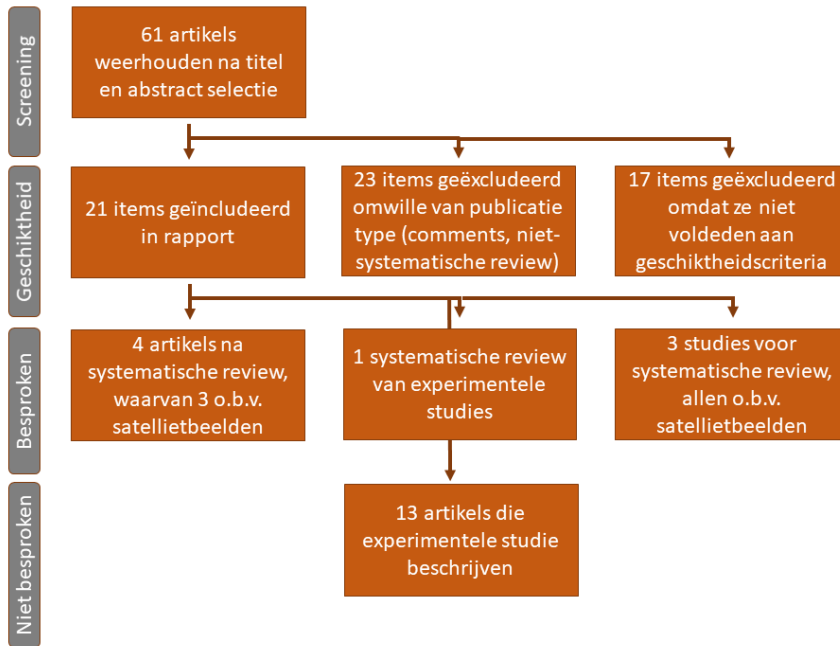 Screening
61 artikels
weerhouden na titel
en abstract selectie
Geschiktheid
21 items geïncludeerd
in rapport
23 items geëxcludeerd
omwille van publicatie
type (comments, niet-
systematische review)
17 items geëxcludeerd
omdat ze niet
voldeden aan
geschiktheidscriteria
Besproken
4 artikels na
systematische review,
waarvan 3 o.b.v.
satellietbeelden
1 systematische review
van experimentele
studies
3 studies voor
systematische review,
allen o.b.v.
satellietbeelden
Niet besproken
13 artikels die
experimentele studie
beschrijven